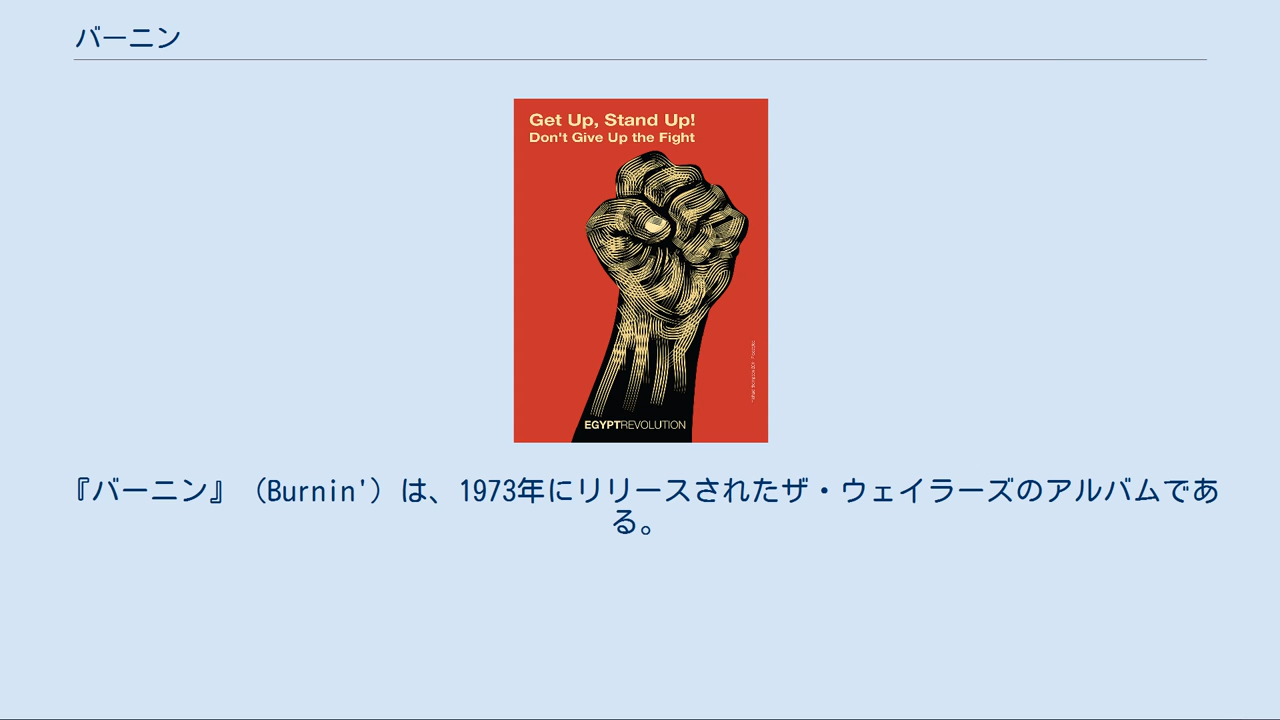 バーニン
Get Up, Stand Up!
Don't Give Up the Fight
EGYPTREVOLUTION
『バーニン』（Burnin'）は、1973年にリリースされたザ・ウェイラーズのアルバムであ
る。